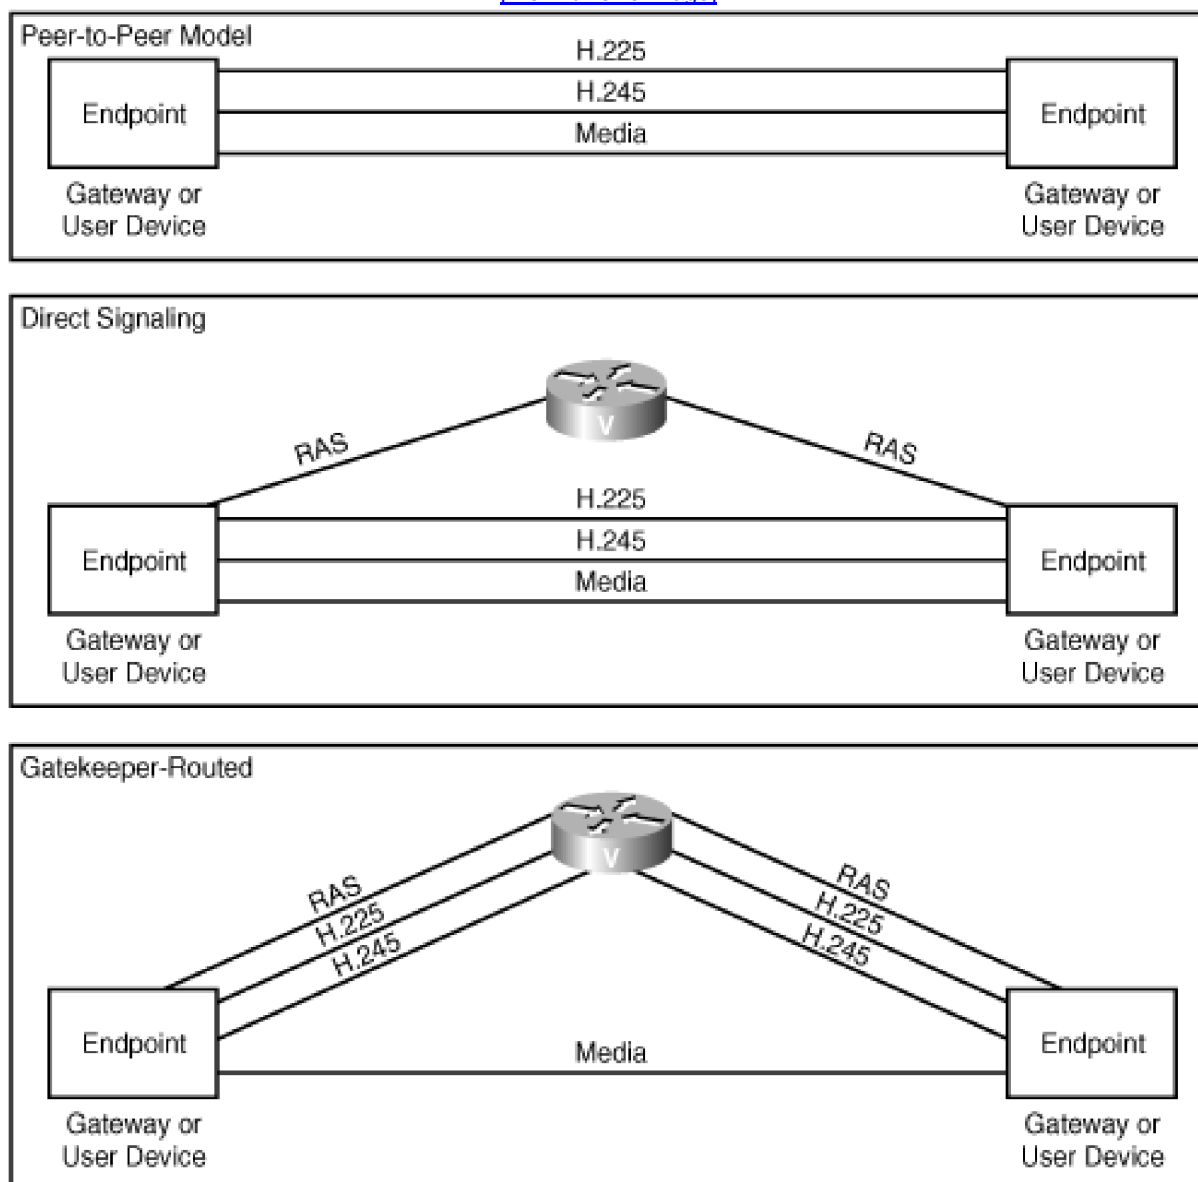 Peer-to-Peer Model
H.225
H.245
Media
Endpoint
Endpoint
Gateway or
User Device
Gateway or
User Device
Direct Signaling
V
RAS
RAS
H.225
H.245
Media
Endpoint
Endpoint
Gateway or
User Device
Gateway or
User Device
Gatekeeper-Routed
V
RAS
H.225
H.245
RAS
H.225
H.245
Endpoint
Media
Endpoint
Gateway or
User Device
Gateway or
User Device